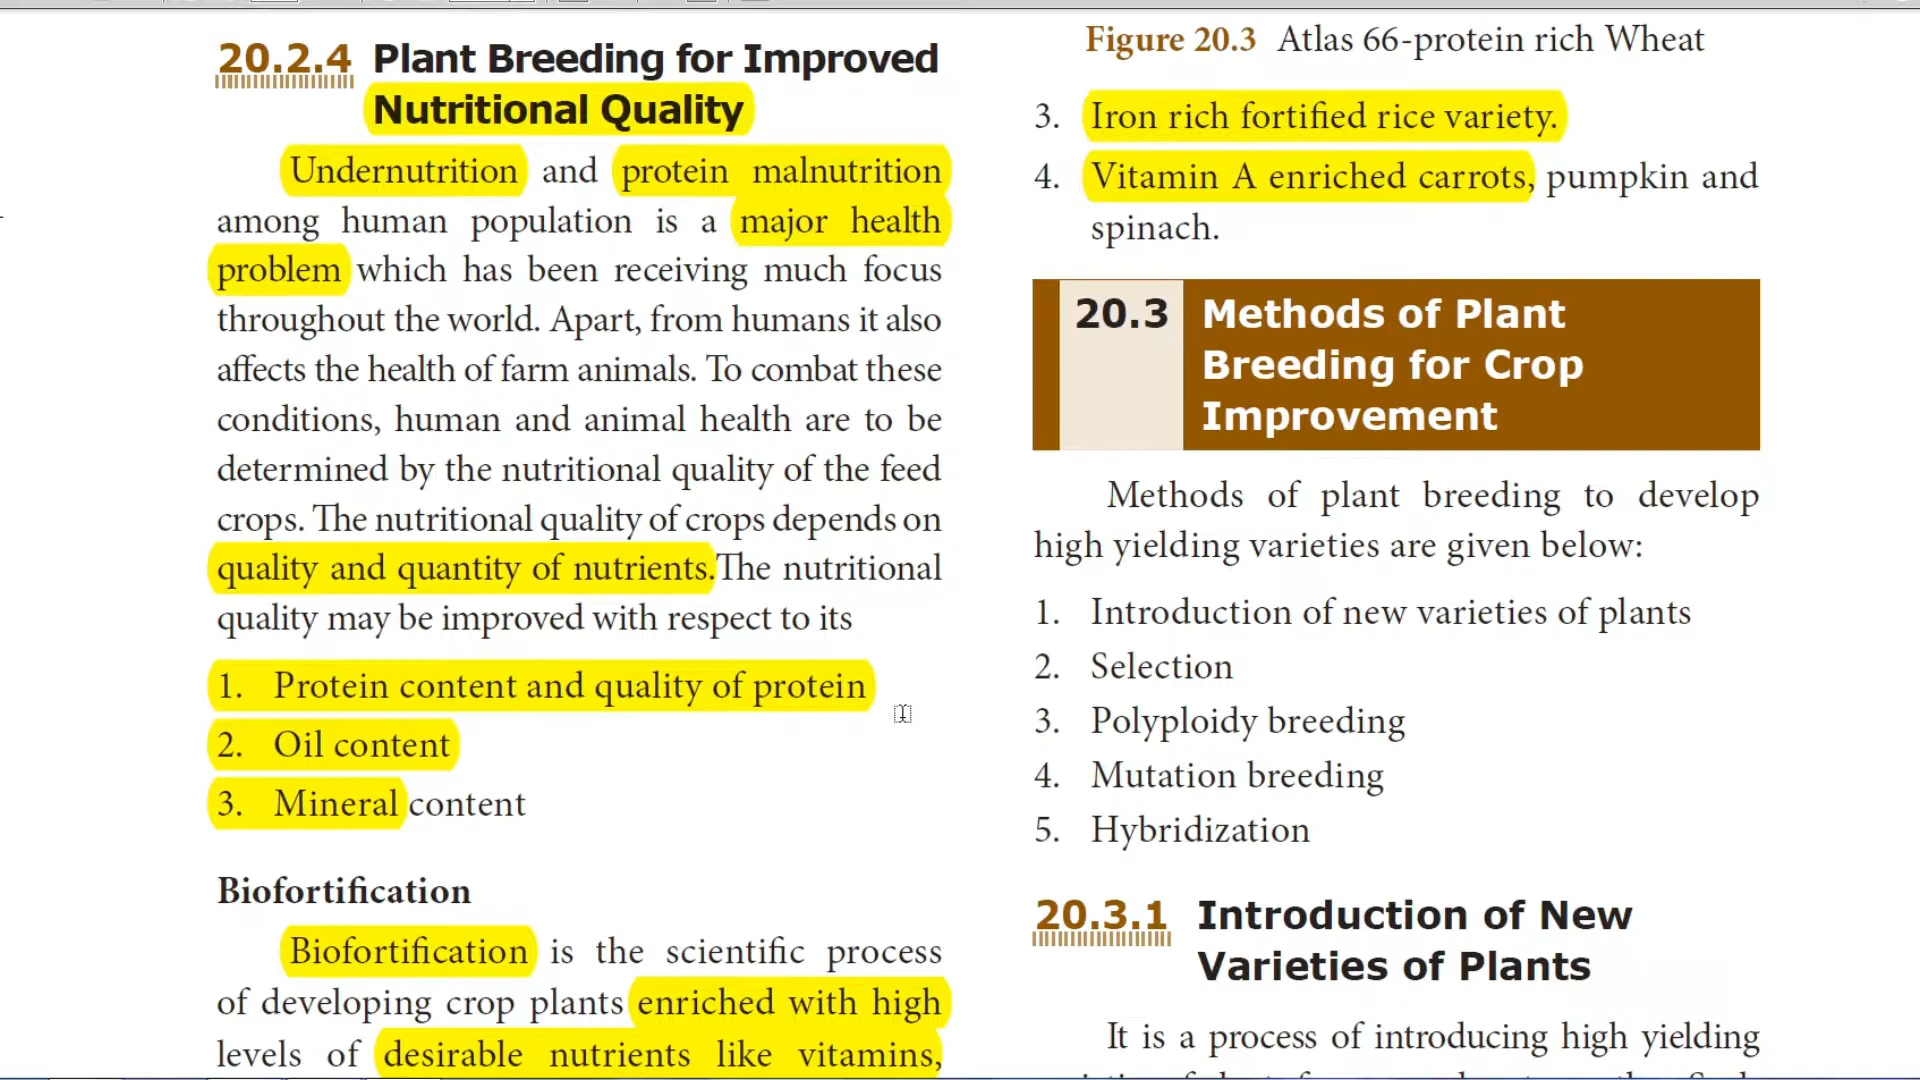 20.2.4 Plant Breeding for Improved
Nutritional Quality
Undernutrition and protein malnutrition
among human population is a major health
problem which has been receiving much focus
throughout the world. Apart, from humans it also
affects the health of farm animals. To combat these
conditions, human and animal health are to be
determined by the nutritional quality of the feed
crops. The nutritional quality of crops depends on
quality and quantity of nutrients.The nutritional
quality may be improved with respect to its
1. Protein content and quality of protein
2. Oil content
3. Mineral content
Biofortification
Biofortification is the scientific process
of developing crop plants enriched with high
levels of desirable nutrients like vitamins,
Figure 20.3 Atlas 66-protein rich Wheat
3. Iron rich fortified rice variety.
4. Vitamin A enriched carrots, pumpkin and
spinach.
20.3 Methods of Plant
Breeding for Crop
Improvement
Methods of plant breeding to develop
high yielding varieties are given below:
1. Introduction of new varieties of plants
2. Selection
3. Polyploidy breeding
4. Mutation breeding
5. Hybridization
20.3.1 Introduction of New
Varieties of Plants
It is a process of introducing high yielding